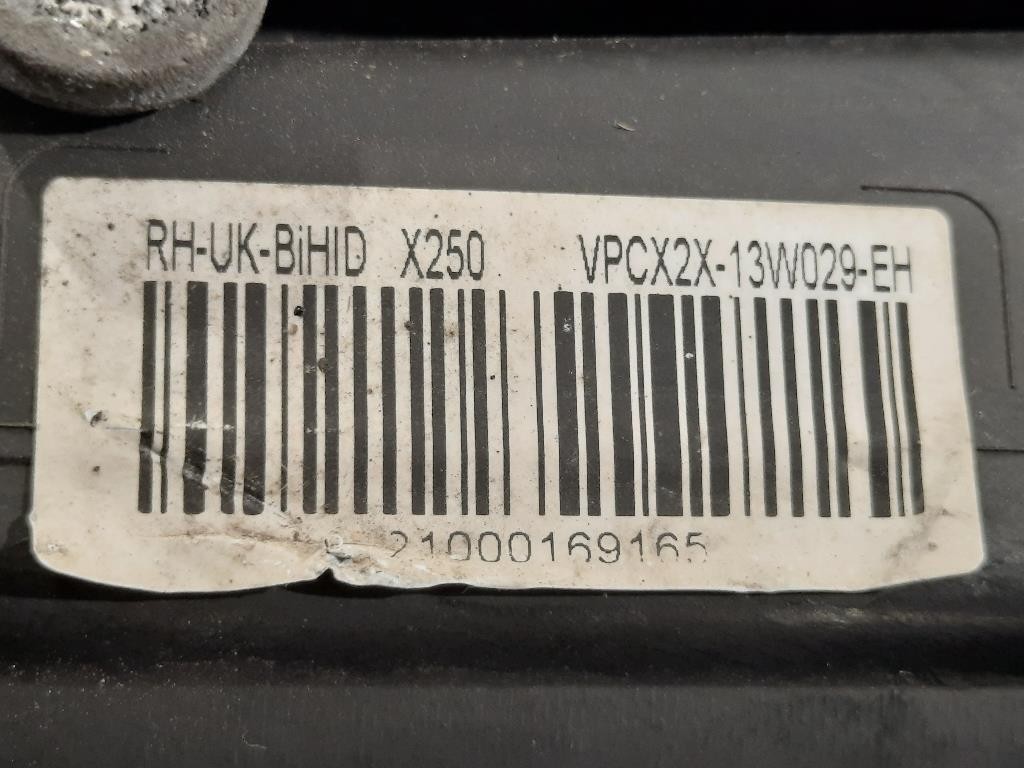 RH-UK-BiHID X250 VPCX2X-13W029-EH
21000169165